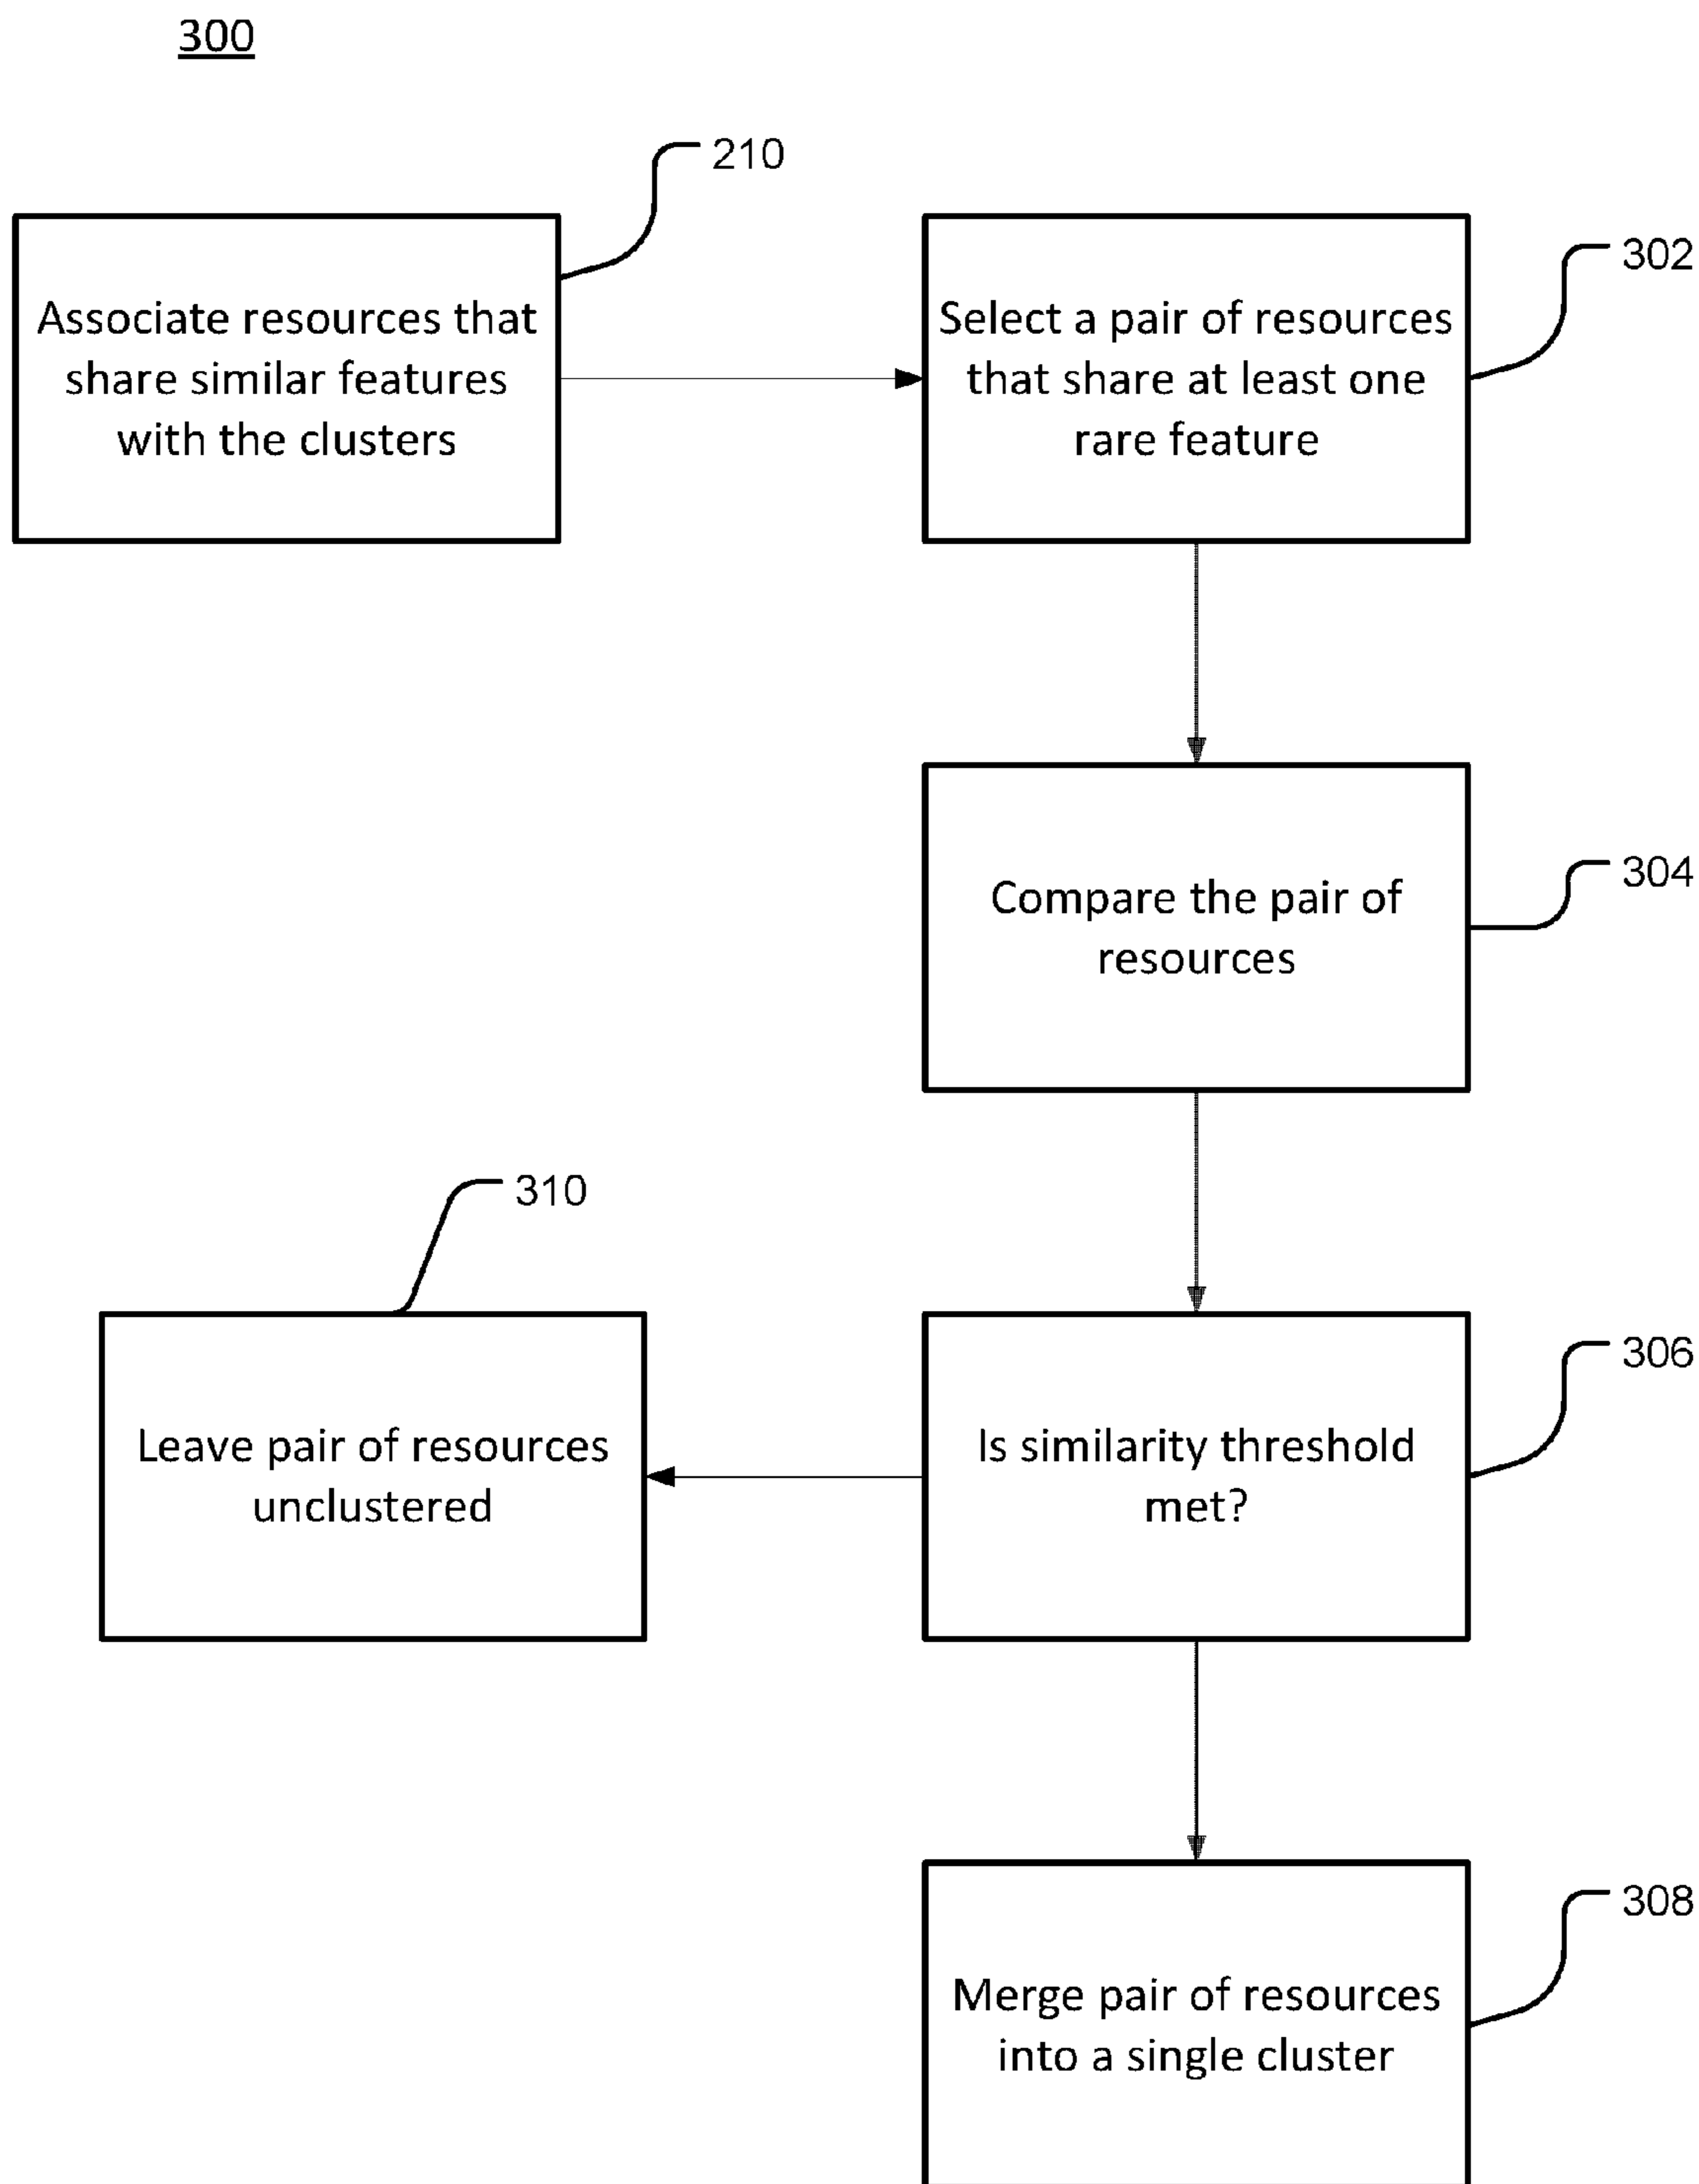 300
210
Associate resources that
share similar features
with the clusters
302
Select a pair of resources
that share at least one
rare feature
304
Compare the pair of
resources
310
Leave pair of resources
unclustered
306
Is similarity threshold
met?
308
Merge pair of resources
into a single cluster